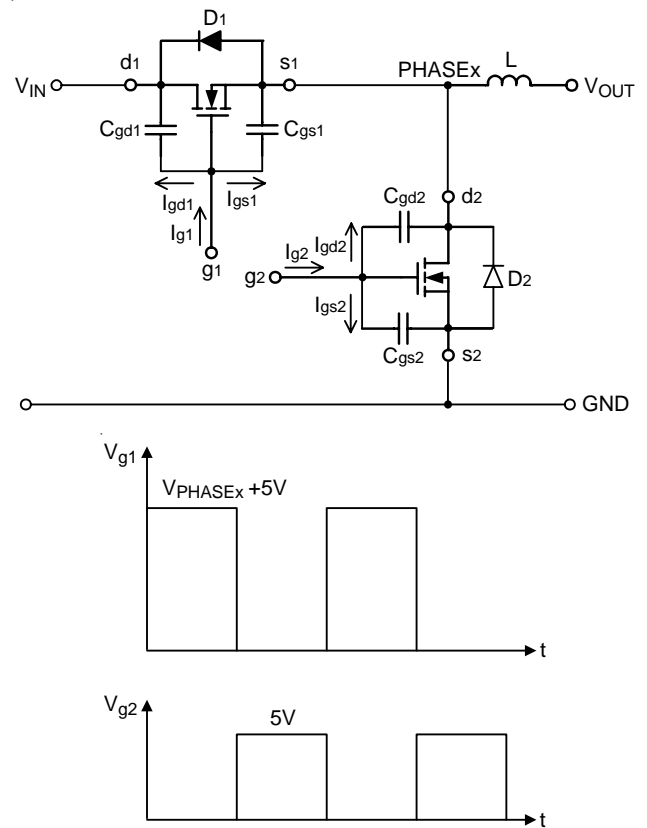 D1
d1
s1
VIN
PHASEx
L
VOUT
Cgd1
Cgs1
Igd1
Igs1
Ig1
g1
Cgd2
d2
Ig2
Igd2
g2
D2
Igs2
Cgs2
s2
GND
Vg1
VPHASEx +5V
t
Vg2
5V
t